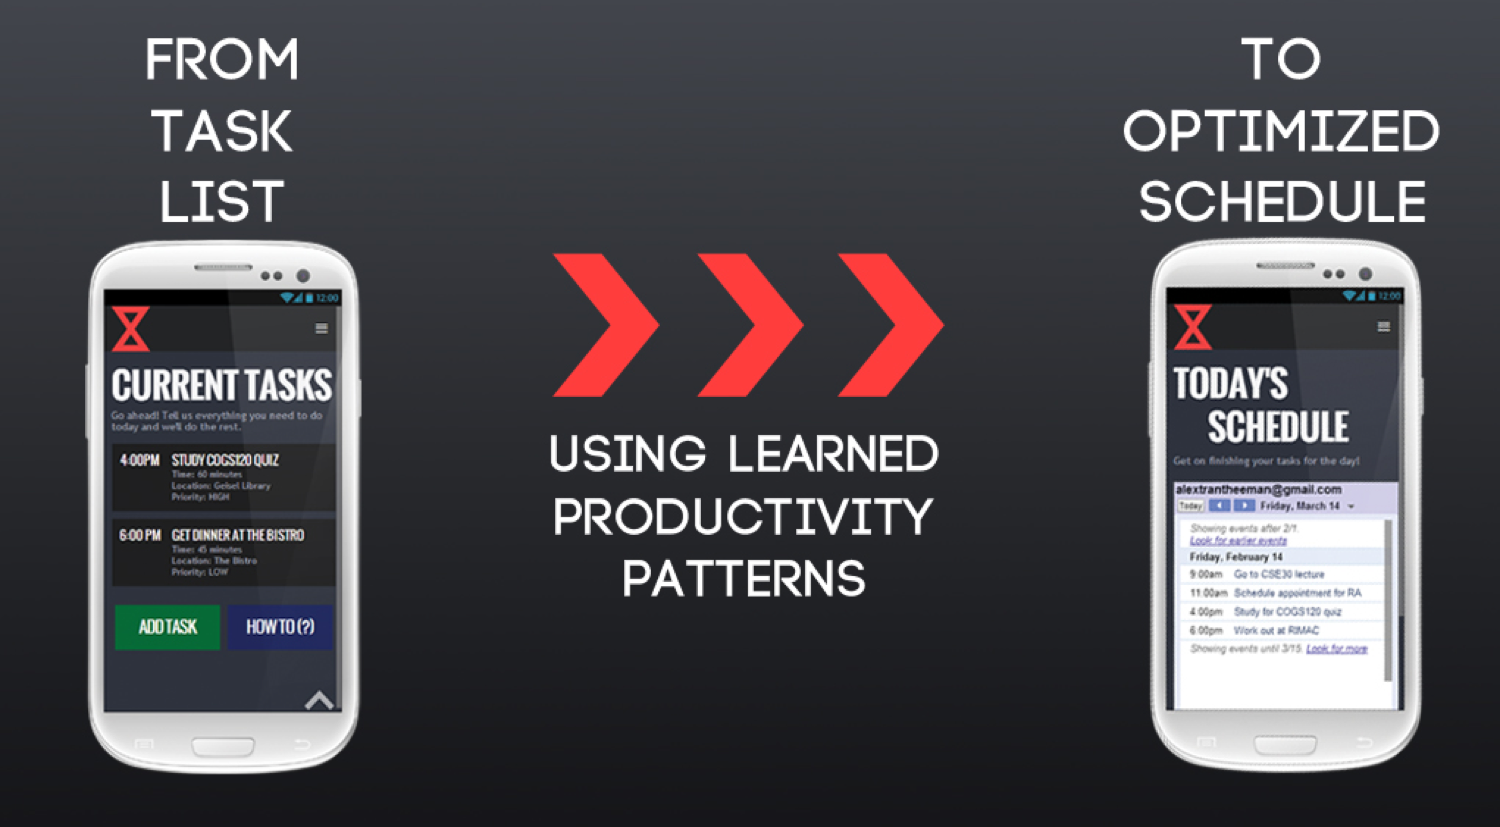 FROM
TASK
LIST
12:00
CURRENT TASKS
Go ahead! Tell us everything you need to do
today and we'll do the rest.
4:00PM STUDY COGS120 QUIZ
Time: 60 minutes
Location: Geisel Library
Priority: HIGH
6:00 PM GET DINNER AT THE BISTRO
Time: 45 minutes
Location: The Bistro
Priority: LOW
ADD TASK HOW TO (?)
USING LEARNED
PRODUCTIVITY
PATTERNS
TO
OPTIMIZED
SCHEDULE
12:00
TODAY'S
SCHEDULE
Get on finishing your tasks for the day!
alextrantheeman@gmail.com
Today Friday, March 14
Showing events after 2/1.
Look for earlier events
Friday, February 14
9:00am Go to CSE30 lecture
11:00am Schedule appointment for RA
4:00pm Study for COGS120 quiz
6:00pm Work out at RIMAC
Showing events until 3/15. Look for more